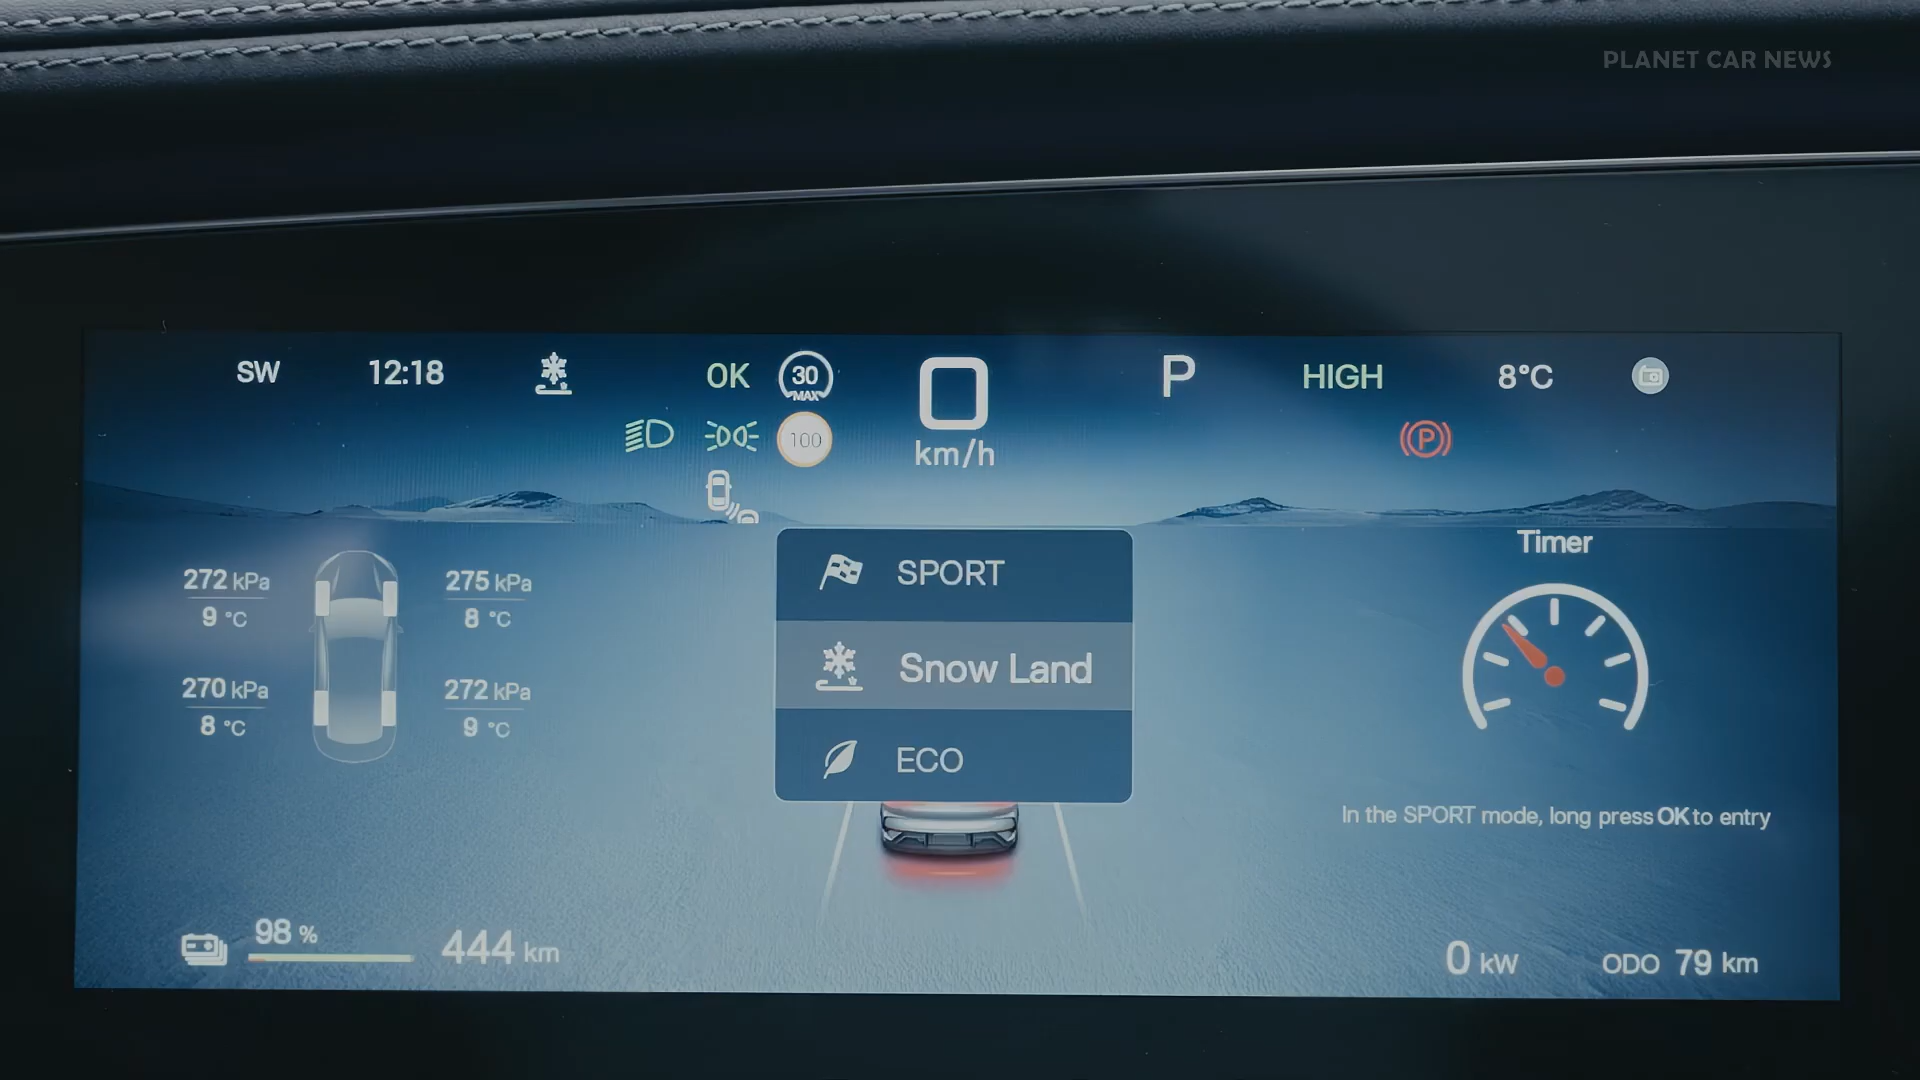 PLANET CAR NEWS
SW 12:18 OK 30 MAX 0 P HIGH 8°C
100 km/h P
SPORT
Snow Land
ECO
272 kPa 275 kPa
9 °C 8 °C
270 kPa 272 kPa
8 °C 9 °C
Timer
In the SPORT mode, long press OK to entry
98 % 444 km 0 kW ODO 79 km